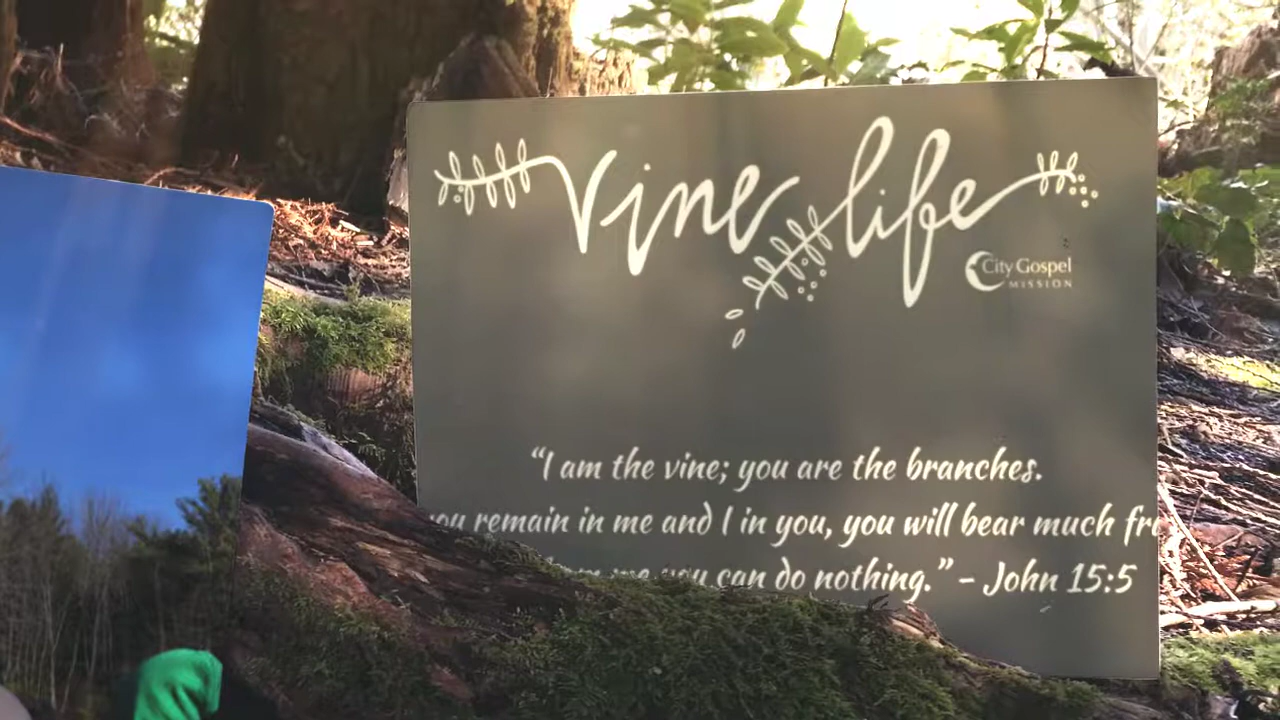 vine life
City Gospel
MISSION
“I am the vine; you are the branches.
remain in me and I in you, you will bear much
you can do nothing.” – John 15:5